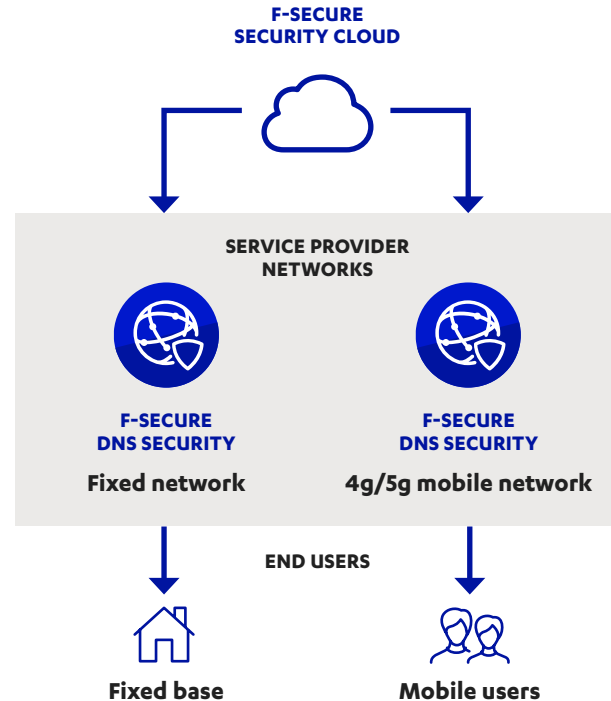 F-SECURE
SECURITY CLOUD
SERVICE PROVIDER
NETWORKS
F-SECURE
DNS SECURITY
Fixed network
F-SECURE
DNS SECURITY
4g/5g mobile network
END USERS
Fixed base
Mobile users